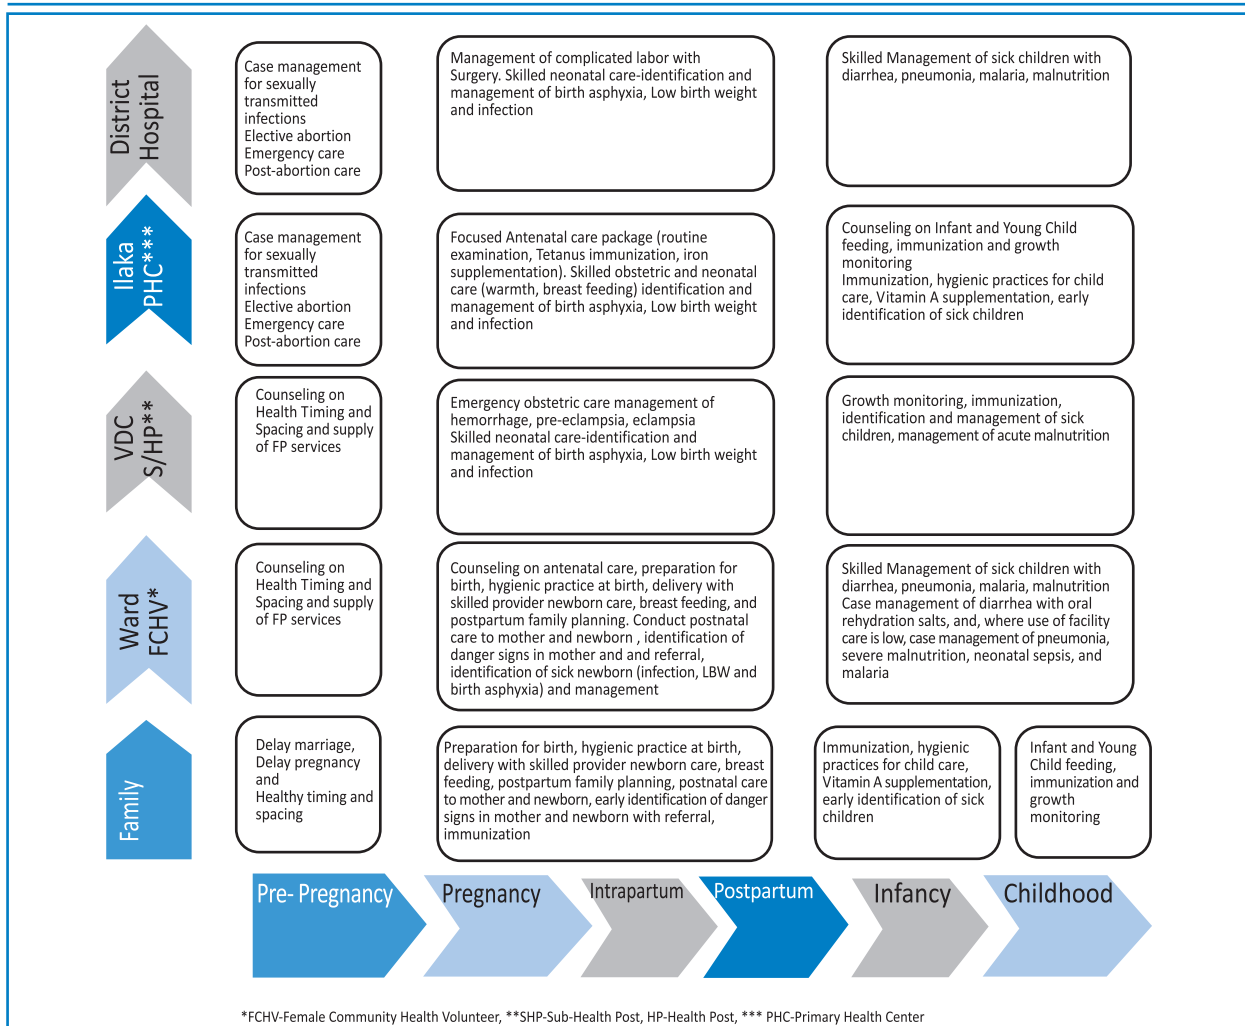 District
Hospital
Case management
for sexually
transmitted
infections
Elective abortion
Emergency care
Post-abortion care
Management of complicated labor with
Surgery. Skilled neonatal care-identification and
management of birth asphyxia, Low birth weight
and infection
Skilled Management of sick children with
diarrhea, pneumonia, malaria, malnutrition
Ilaka
PHC***
Case management
for sexually
transmitted
infections
Elective abortion
Emergency care
Post-abortion care
Focused Antenatal care package (routine
examination, Tetanus immunization, iron
supplementation). Skilled obstetric and neonatal
care (warmth, breast feeding) identification and
management of birth asphyxia, Low birth weight
and infection
Counseling on Infant and Young Child
feeding, immunization and growth
monitoring
Immunization, hygienic practices for child
care, Vitamin A supplementation, early
identification of sick children
VDC
S/HP**
Counseling on
Health Timing and
Spacing and supply
of FP services
Emergency obstetric care management of
hemorrhage, pre-eclampsia, eclampsia
Skilled neonatal care-identification and
management of birth asphyxia, Low birth weight
and infection
Growth monitoring, immunization,
identification and management of sick
children, management of acute malnutrition
Ward
FCHV*
Counseling on
Health Timing and
Spacing and supply
of FP services
Counseling on antenatal care, preparation for
birth, hygienic practice at birth, delivery with
skilled provider newborn care, breast feeding, and
postpartum family planning. Conduct postnatal
care to mother and newborn , identification of
danger signs in mother and and referral,
identification of sick newborn (infection, LBW and
birth asphyxia) and management
Skilled Management of sick children with
diarrhea, pneumonia, malaria, malnutrition
Case management of diarrhea with oral
rehydration salts, and, where use of facility
care is low, case management of pneumonia,
severe malnutrition, neonatal sepsis, and
malaria
Family
Delay marriage,
Delay pregnancy
and
Healthy timing and
spacing
Preparation for birth, hygienic practice at birth,
delivery with skilled provider newborn care, breast
feeding, postpartum family planning, postnatal care
to mother and newborn, early identification of danger
signs in mother and newborn with referral,
immunization
Immunization, hygienic
practices for child care,
Vitamin A supplementation,
early identification of sick
children
Infant and Young
Child feeding,
immunization and
growth
monitoring
Pre- Pregnancy
Pregnancy
Intrapartum
Postpartum
Infancy
Childhood
*FCHV-Female Community Health Volunteer, **SHP-Sub-Health Post, HP-Health Post, *** PHC-Primary Health Center